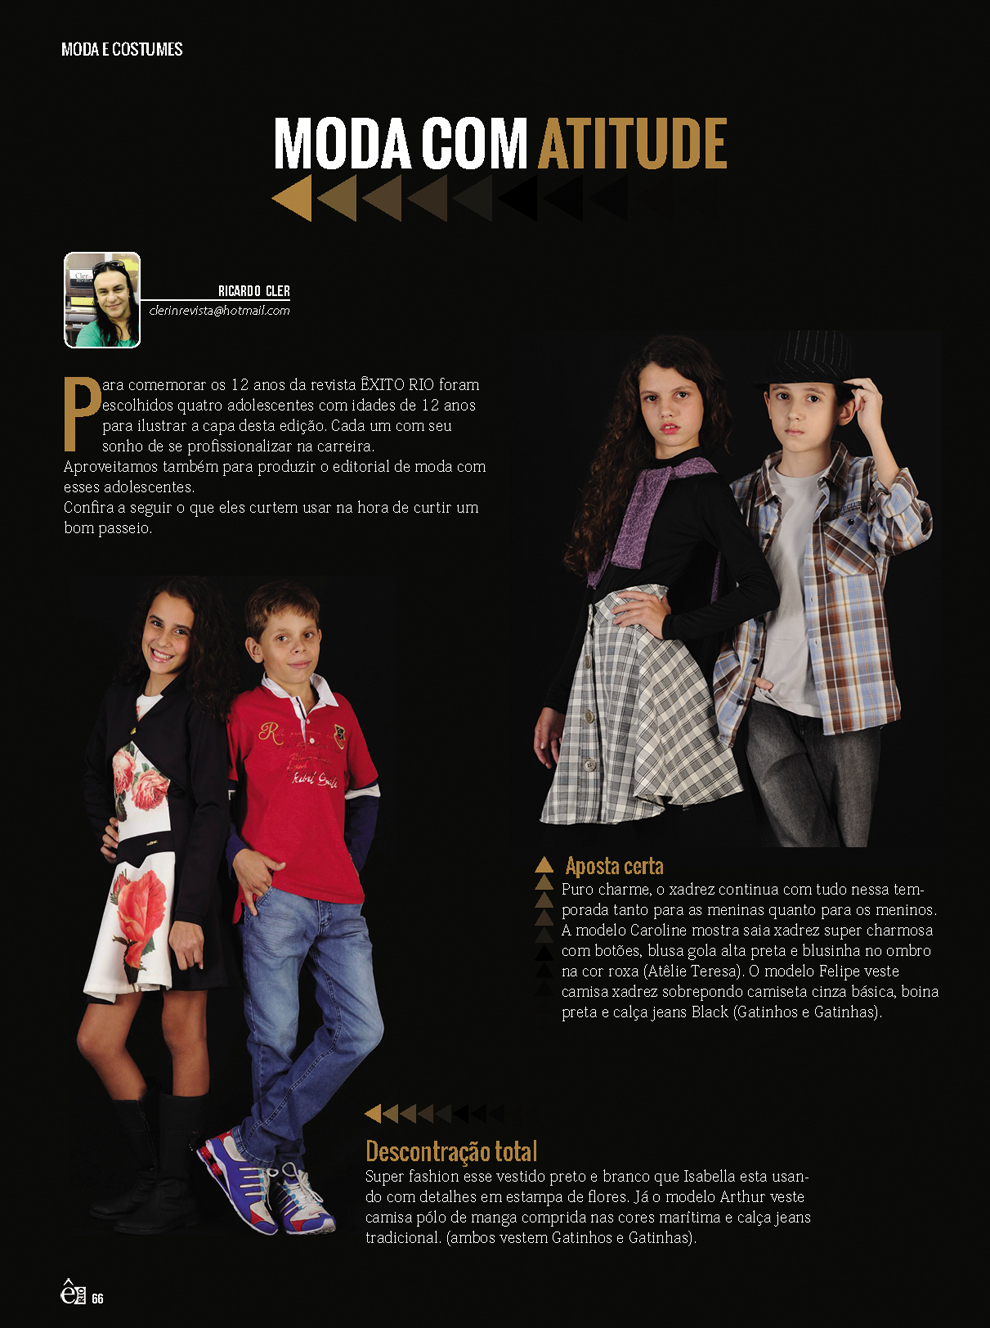 MODA E COSTUMES
MODA COM ATITUDE
RICARDO CLER
clerinrevista@hotmail.com
Para comemorar os 12 anos da revista ÊXITO RIO foram
escolhidos quatro adolescentes com idades de 12 anos
para ilustrar a capa desta edição. Cada um com seu
sonho de se profissionalizar na carreira.
Aproveitamos também para produzir o editorial de moda com
esses adolescentes.
Confira a seguir o que eles curtem usar na hora de curtir um
bom passeio.
Aposta certa
Puro charme, o xadrez continua com tudo nessa tem-
porada tanto para as meninas quanto para os meninos.
A modelo Caroline mostra saia xadrez super charmosa
com botões, blusa gola alta preta e blusinha no ombro
na cor roxa (Atêlie Teresa). O modelo Felipe veste
camisa xadrez sobrepondo camiseta cinza básica, boina
preta e calça jeans Black (Gatinhos e Gatinhas).
Descontração total
Super fashion esse vestido preto e branco que Isabella esta usan-
do com detalhes em estampa de flores. Já o modelo Arthur veste
camisa pólo de manga comprida nas cores marítima e calça jeans
tradicional. (ambos vestem Gatinhos e Gatinhas).
ê RIO 66